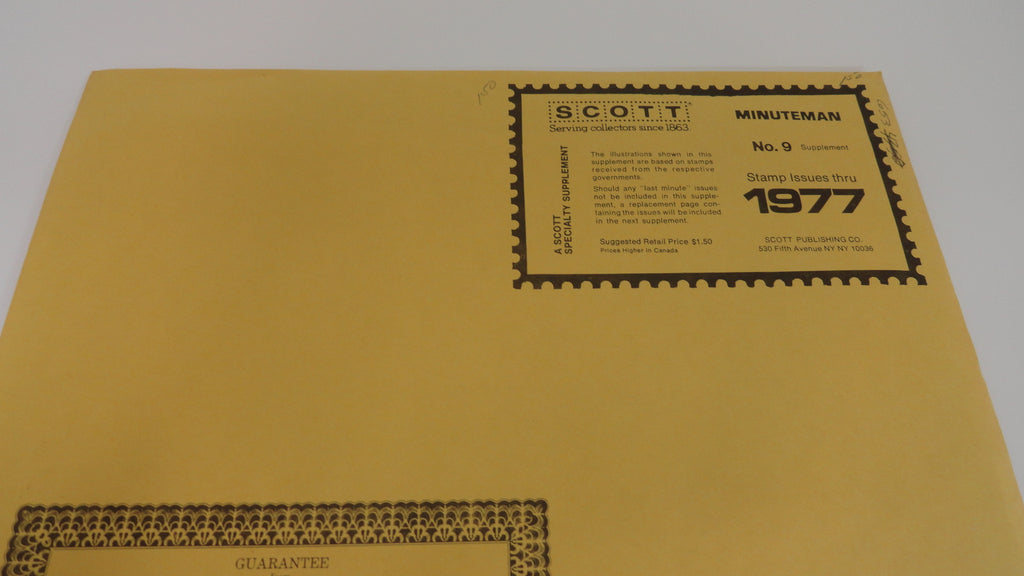 1.50
SCOTT
Serving collectors since 1863.
A SCOTT
SPECIALTY SUPPLEMENT
The illustrations shown in this
supplement are based on stamps
received from the respective
governments.
Should any "last minute" issues
not be included in this supple-
ment, a replacement page con-
taining the issues will be included
in the next supplement.
Suggested Retail Price $1.50
Prices Higher in Canada
MINUTEMAN
No. 9 Supplement
Stamp Issues thru
1977
SCOTT PUBLISHING CO.
530 Fifth Avenue NY NY 10036
GUARANTEE